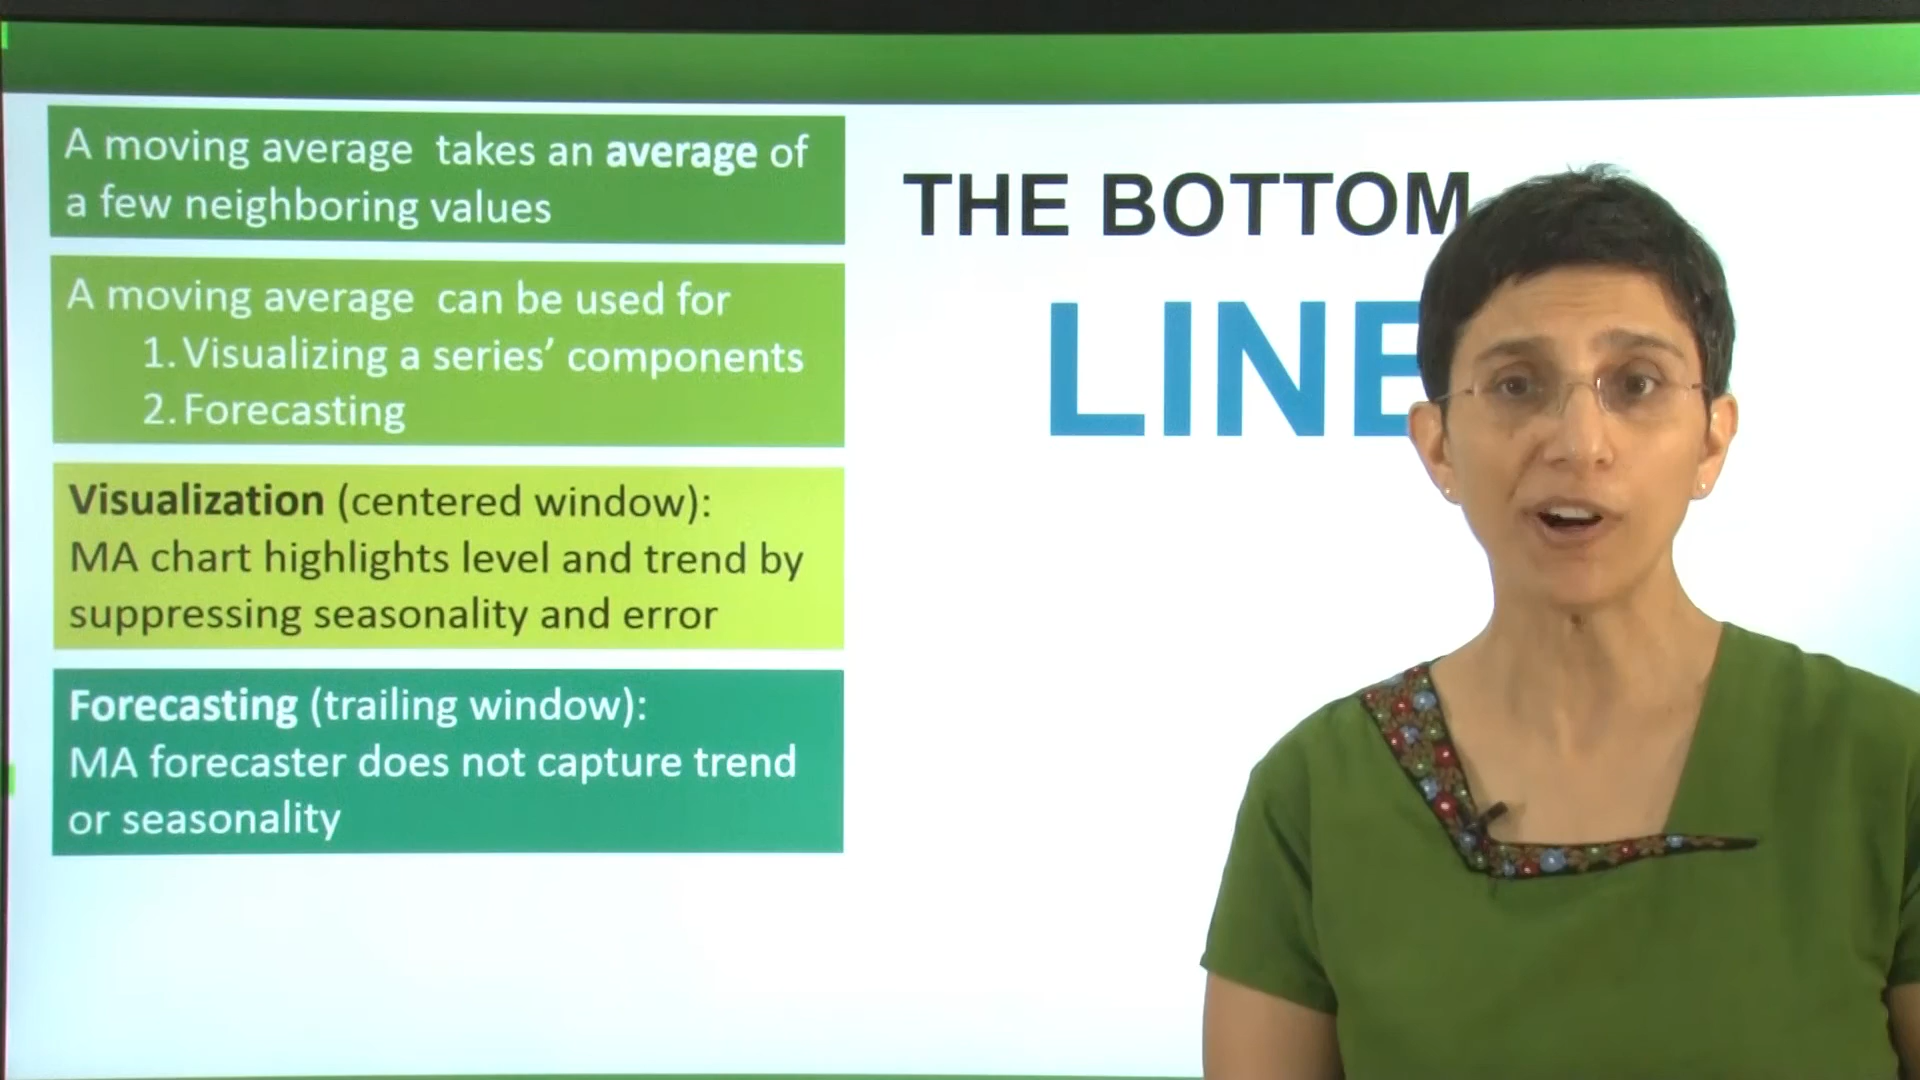 A moving average takes an average of
a few neighboring values
A moving average can be used for
1. Visualizing a series’ components
2. Forecasting
Visualization (centered window):
MA chart highlights level and trend by
suppressing seasonality and error
Forecasting (trailing window):
MA forecaster does not capture trend
or seasonality
THE BOTTOM
LINE